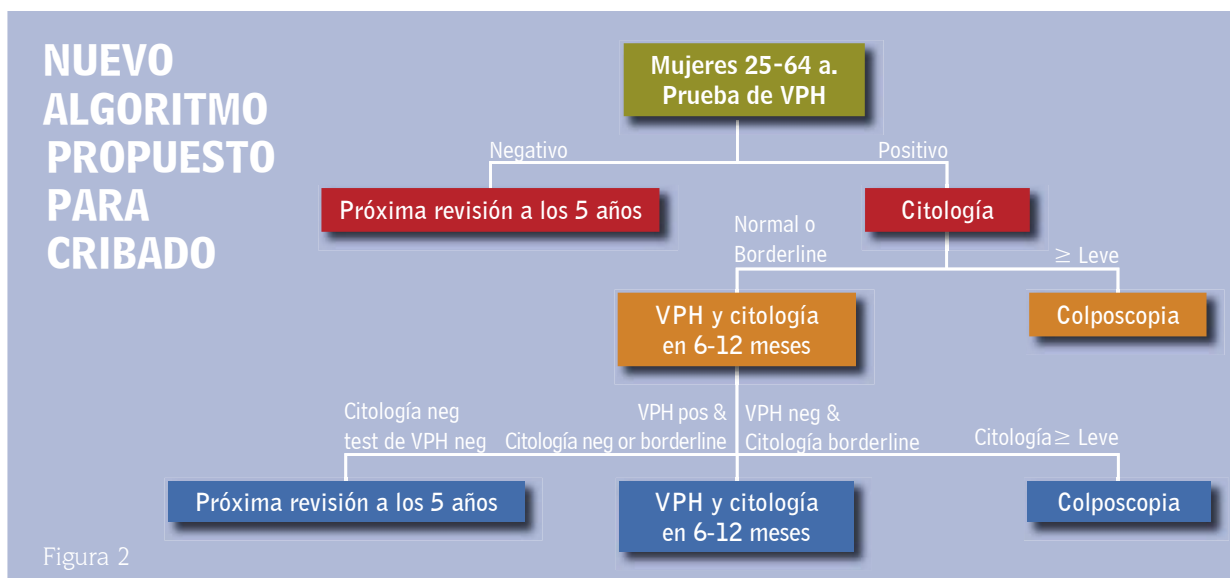 NUEVO
ALGORITMO
PROPUESTO
PARA
CRIBADO
Mujeres 25-64 a.
Prueba de VPH
Negativo
Positivo
Próxima revisión a los 5 años
Citología
Normal o
Borderline
≥ Leve
VPH y citología
en 6-12 meses
Colposcopia
Citología neg
test de VPH neg
VPH pos &
Citología neg or borderline
VPH neg &
Citología borderline
Citología ≥ Leve
Próxima revisión a los 5 años
VPH y citología
en 6-12 meses
Colposcopia
Figura 2